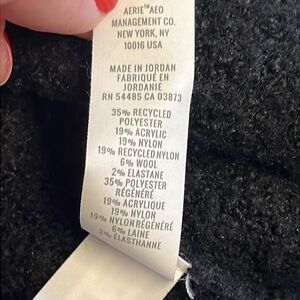 AERIE™AEO
MANAGEMENT CO.
NEW YORK, NY
10016 USA
MADE IN JORDAN
FABRIQUÉ EN
JORDANIE
RN 54485 CA 03873
35% RECYCLED
POLYESTER
19% ACRYLIC
19% NYLON
19% RECYCLED NYLON
6% WOOL
2% ELASTANE
35% POLYESTER
RÉGÉNÉRÉ
19% ACRYLIQUE
19% NYLON
19% NYLON RÉGÉNÉRÉ
6% LAINE
2% ÉLASTHANNE